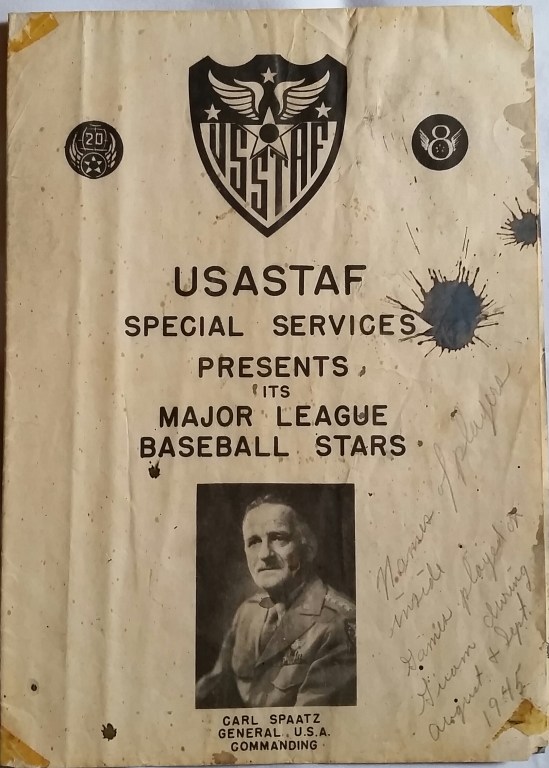 USSTAF
20
8
USASTAF
SPECIAL SERVICES
PRESENTS
ITS
MAJOR LEAGUE
BASEBALL STARS
Names of players
inside
Games played on
Guam during
August & Sept
1945
CARL SPAATZ
GENERAL U.S.A.
COMMANDING